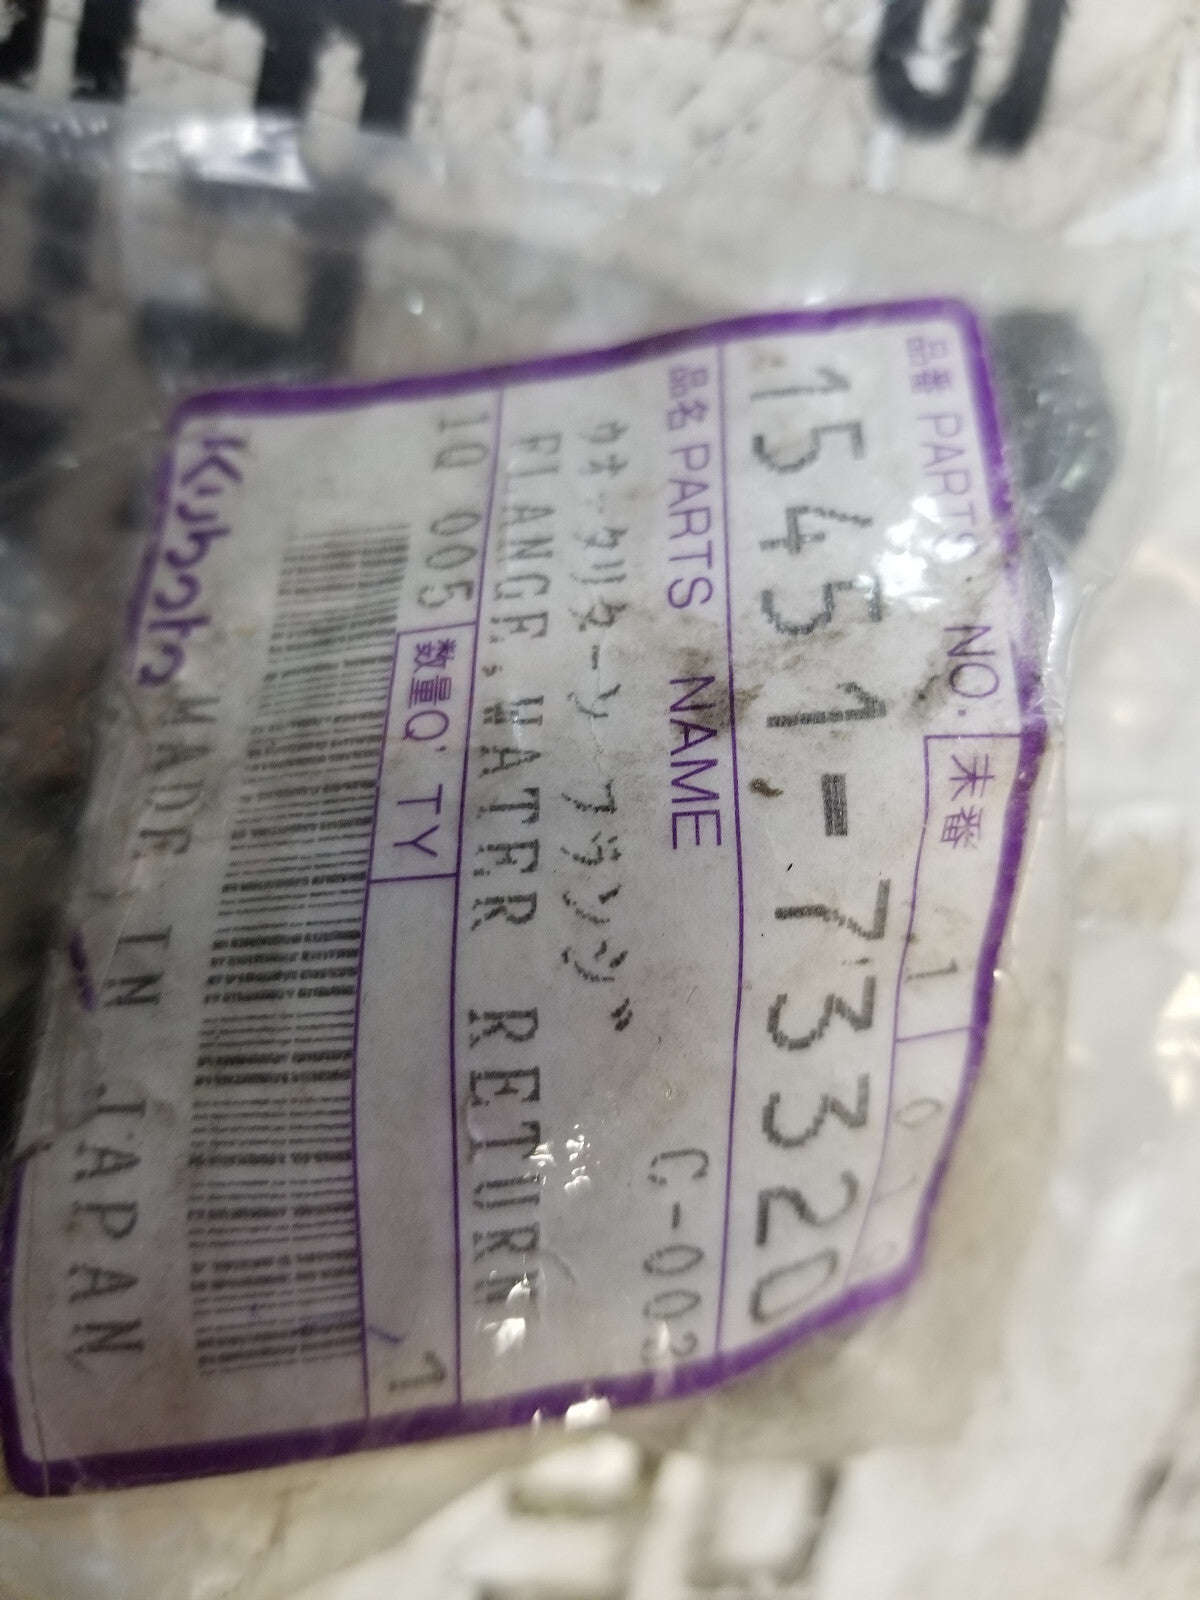 品番 PARTS NO. 末番 1
15451-73320
品名 PARTS NAME C-003
ウオータリターン フランジ
FLANGE,WATER RETURN
1Q 005 数量Q'TY 1
Kubota MADE IN JAPAN